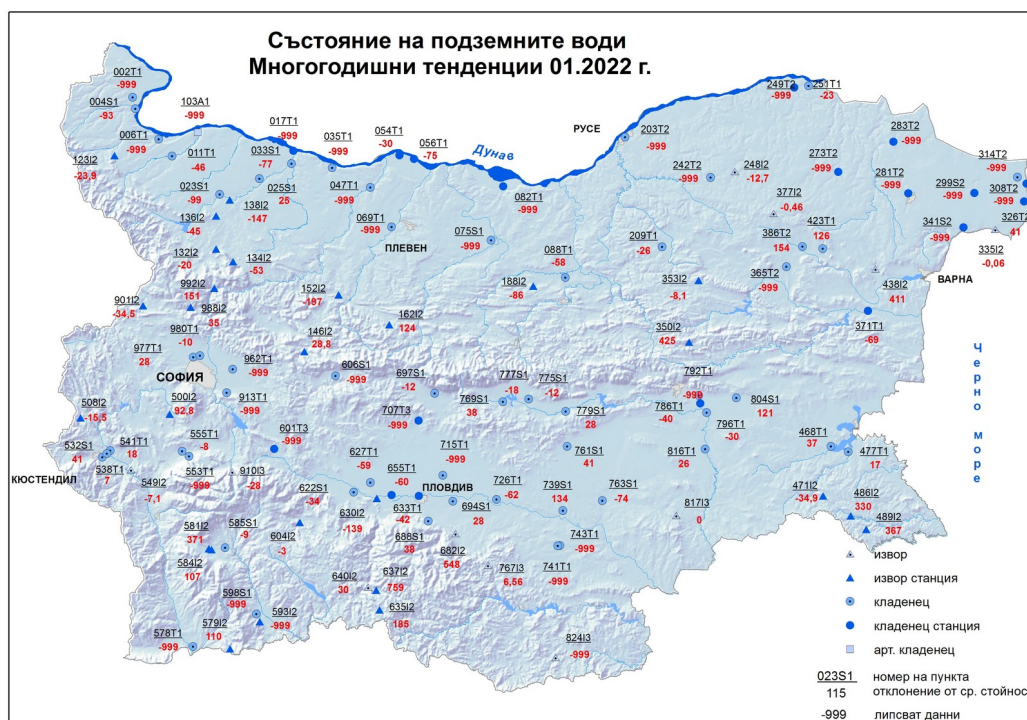 Състояние на подземните води
Многогодишни тенденции 01.2022 г.
002T1
-999
004S1
-93
103A1
-999
006T1
-999
017T1
-999
035T1
-999
054T1
-30
056T1
-75
Дунав
РУСЕ
203T2
-999
249T2
-999
251T1
-23
283T2
-999
123I2
-23,9
011T1
-46
033S1
-77
023S1
-99
025S1
25
047T1
-999
082T1
-999
242T2
-999
248I2
-12,7
273T2
-999
281T2
-999
299S2
-999
314T2
-999
308T2
-999
326T2
41
138I2
-147
136I2
-45
069T1
-999
ПЛЕВЕН
075S1
-999
377I2
-0,46
386T2
154
423T1
126
341S2
-999
335I2
-0,06
ВАРНА
132I2
-20
134I2
-53
088T1
-58
209T1
-26
365T2
-999
992I2
151
988I2
35
152I2
-197
188I2
-86
353I2
-8,1
438I2
411
901I2
-34,5
162I2
124
371T1
-69
980T1
-10
977T1
28
146I2
28,8
350I2
425
СОФИЯ
962T1
-999
606S1
-999
697S1
-12
777S1
-18
775S1
-12
792T1
-999
Черно море
508I2
-15,5
500I2
92,8
913T1
-999
769S1
38
779S1
28
786T1
-40
804S1
121
707T3
-999
796T1
-30
532S1
41
541T1
18
555T1
-8
601T3
-999
715T1
-999
761S1
41
816T1
26
468T1
37
477T1
17
КЮСТЕНДИЛ
538T1
7
549I2
-7,1
553T1
-999
910I3
-28
627T1
-59
655T1
-60
ПЛОВДИВ
726T1
-62
739S1
134
763S1
-74
622S1
-34
630I2
-139
633T1
-42
694S1
28
817I3
0
471I2
-34,9
486I2
330
489I2
367
581I2
371
585S1
-9
604I2
-3
688S1
38
682I2
548
743T1
-999
741T1
-999
584I2
107
640I2
30
637I2
759
767I3
6,56
598S1
-999
593I2
-999
635I2
185
578T1
-999
579I2
110
824I3
-999
извор
извор станция
кладенец
кладенец станция
арт. кладенец
023S1 номер на пункта
115 отклонение от ср. стойнос
-999 липсват данни